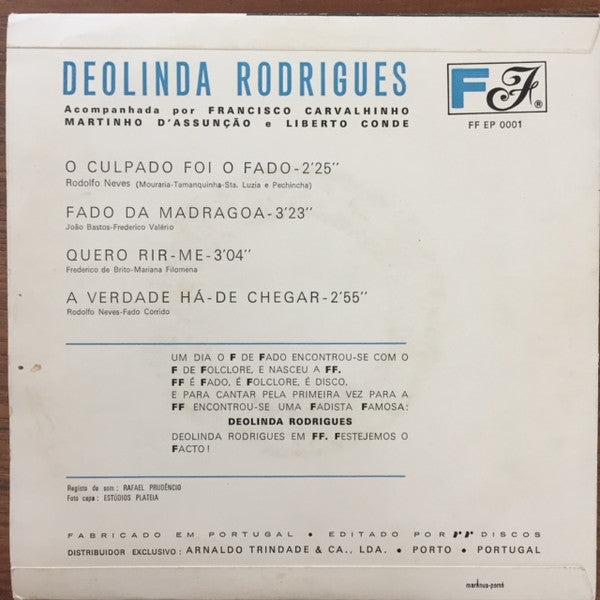 DEOLINDA RODRIGUES
Acompanhada por FRANCISCO CARVALHINHO
MARTINHO D'ASSUNÇÃO e LIBERTO CONDE
FF ®
FF EP 0001
O CULPADO FOI O FADO-2'25''
Rodolfo Neves (Mouraria-Tamanquinha-Sta. Luzia e Pechincha)
FADO DA MADRAGOA-3'23''
João Bastos-Frederico Valério
QUERO RIR-ME-3'04''
Frederico de Brito-Mariana Filomena
A VERDADE HÁ-DE CHEGAR-2'55''
Rodolfo Neves-Fado Corrido
UM DIA O F DE FADO ENCONTROU-SE COM O
F DE FOLCLORE, E NASCEU A FF.
FF É FADO, É FOLCLORE, É DISCO.
E PARA CANTAR PELA PRIMEIRA VEZ PARA A
FF ENCONTROU-SE UMA FADISTA FAMOSA:
DEOLINDA RODRIGUES
DEOLINDA RODRIGUES EM FF. FESTEJEMOS O
FACTO!
Registo de som: RAFAEL PRUDÊNCIO
Foto capa: ESTÚDIOS PLATEIA
FABRICADO EM PORTUGAL • EDITADO POR rr DISCOS
DISTRIBUIDOR EXCLUSIVO: ARNALDO TRINDADE & CA., LDA. • PORTO • PORTUGAL